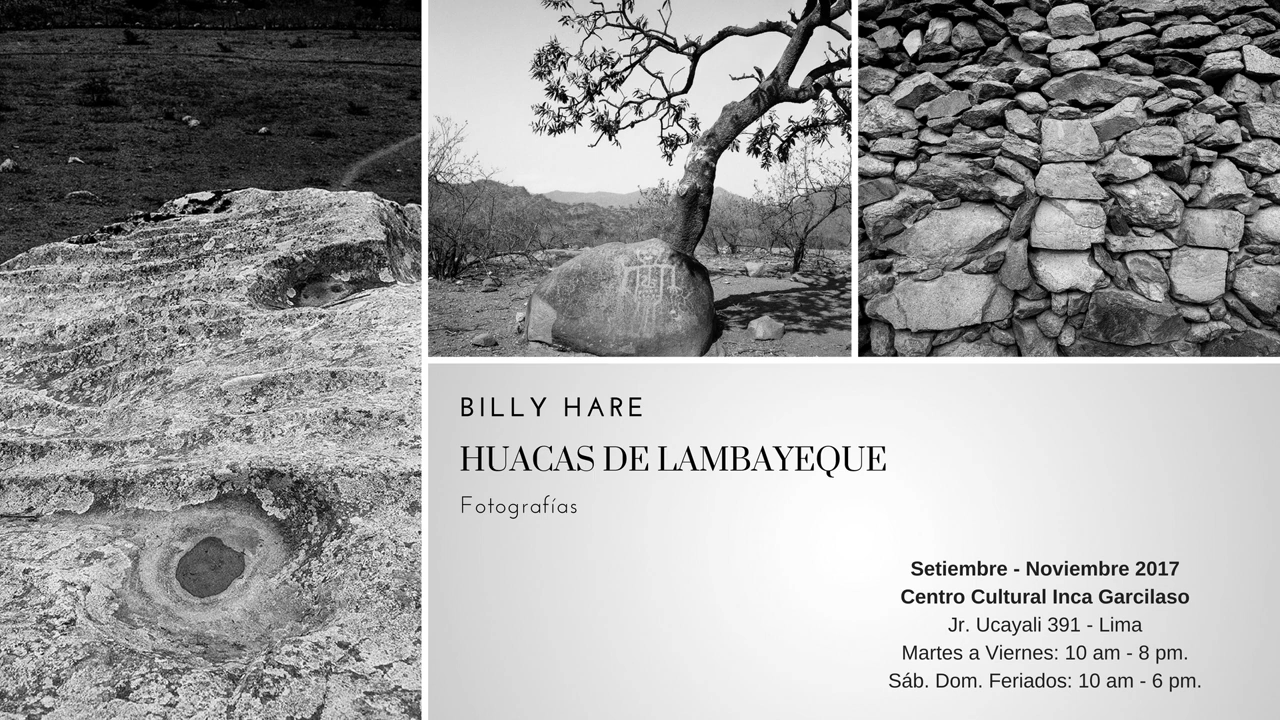 BILLY HARE
HUACAS DE LAMBAYEQUE
Fotografías
Setiembre - Noviembre 2017
Centro Cultural Inca Garcilaso
Jr. Ucayali 391 - Lima
Martes a Viernes: 10 am - 8 pm.
Sáb. Dom. Feriados: 10 am - 6 pm.